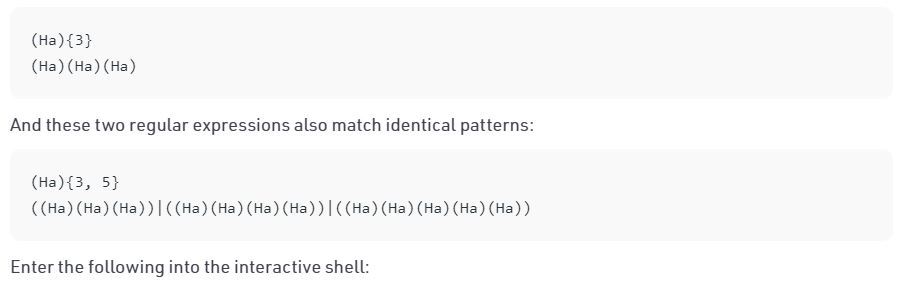 (Ha){3}
(Ha)(Ha)(Ha)
And these two regular expressions also match identical patterns:
(Ha){3, 5}
((Ha)(Ha)(Ha))|((Ha)(Ha)(Ha)(Ha))|((Ha)(Ha)(Ha)(Ha)(Ha))
Enter the following into the interactive shell: